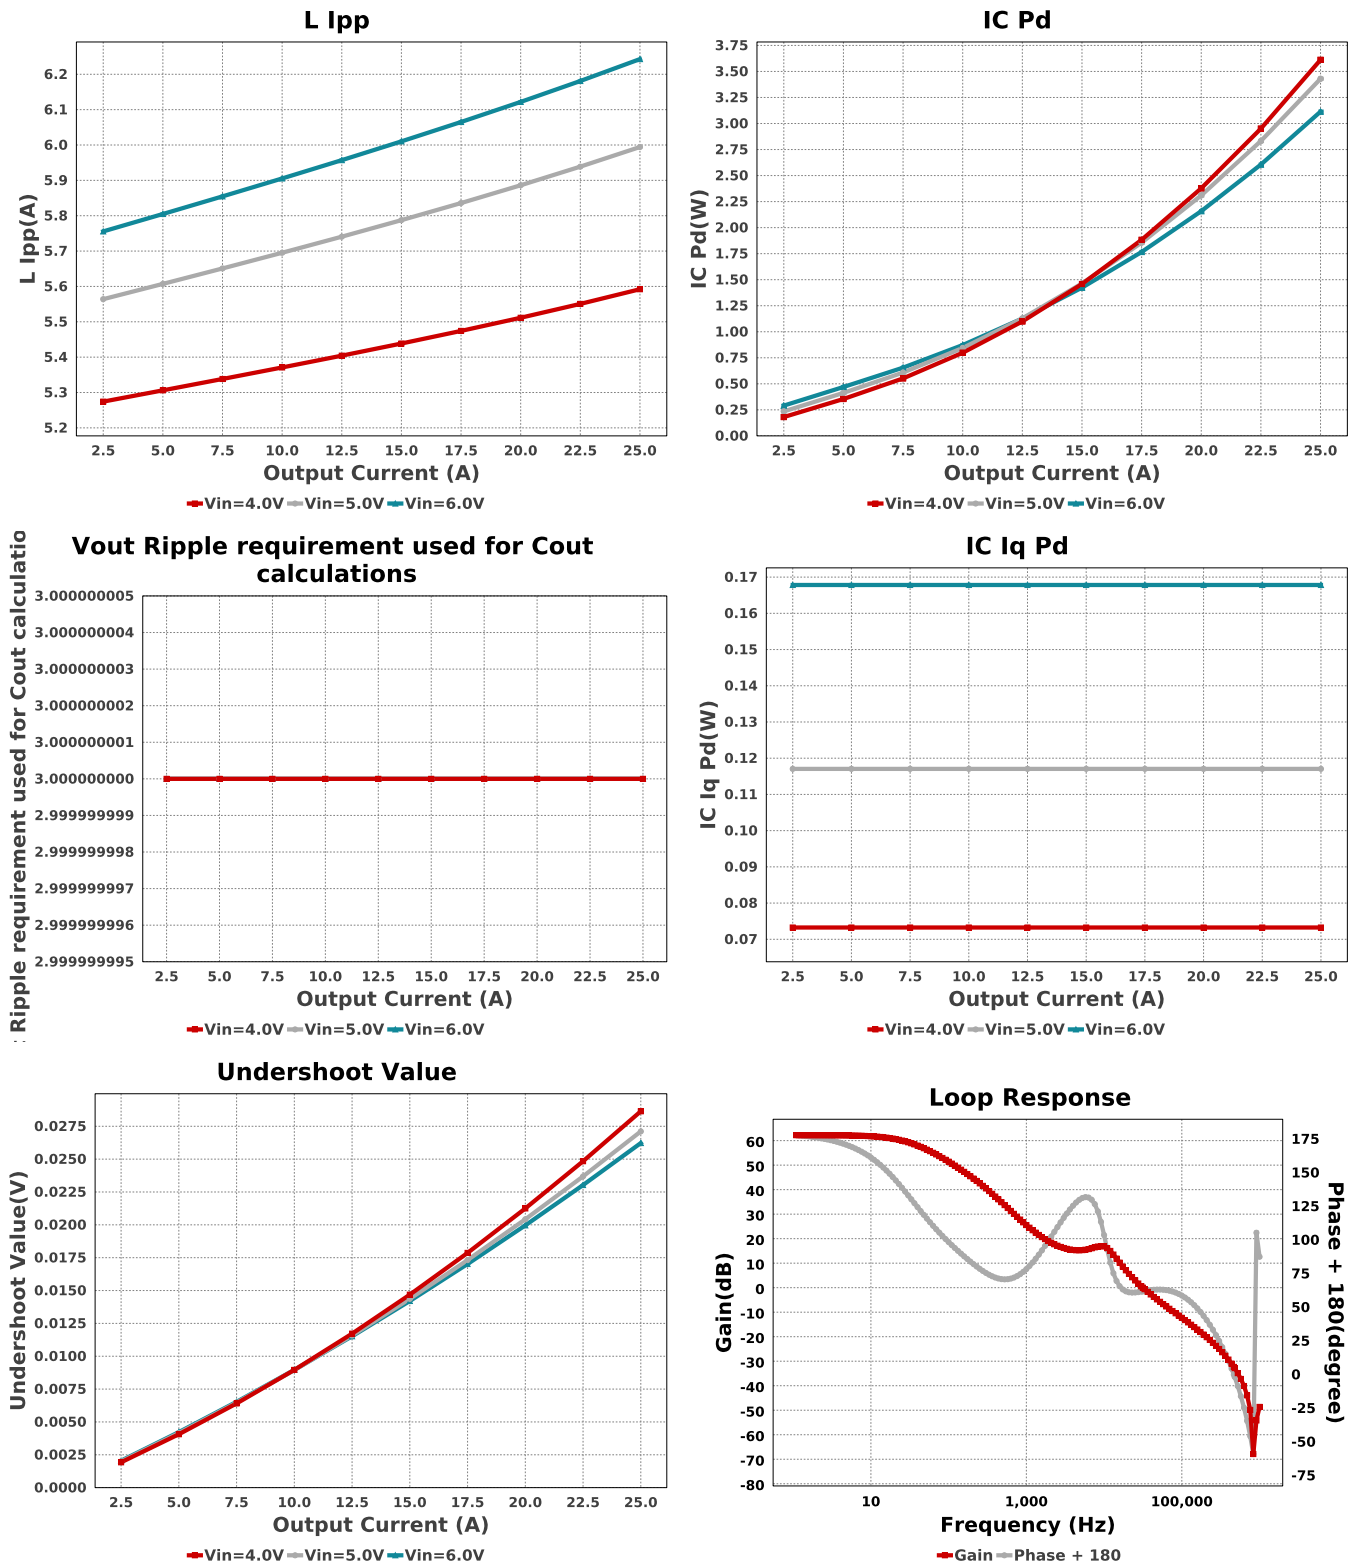 L Ipp
L Ipp(A)
6.2
6.1
6.0
5.9
5.8
5.7
5.6
5.5
5.4
5.3
5.2
2.5 5.0 7.5 10.0 12.5 15.0 17.5 20.0 22.5 25.0
Output Current (A)
Vin=4.0V Vin=5.0V Vin=6.0V
IC Pd
IC Pd(W)
3.75
3.50
3.25
3.00
2.75
2.50
2.25
2.00
1.75
1.50
1.25
1.00
0.75
0.50
0.25
0.00
2.5 5.0 7.5 10.0 12.5 15.0 17.5 20.0 22.5 25.0
Output Current (A)
Vin=4.0V Vin=5.0V Vin=6.0V
Vout Ripple requirement used for Cout
calculations
Ripple requirement used for Cout calculatio
3.000000005
3.000000004
3.000000003
3.000000002
3.000000001
3.000000000
2.999999999
2.999999998
2.999999997
2.999999996
2.999999995
2.5 5.0 7.5 10.0 12.5 15.0 17.5 20.0 22.5 25.0
Output Current (A)
Vin=4.0V Vin=5.0V Vin=6.0V
IC Iq Pd
IC Iq Pd(W)
0.17
0.16
0.15
0.14
0.13
0.12
0.11
0.10
0.09
0.08
0.07
2.5 5.0 7.5 10.0 12.5 15.0 17.5 20.0 22.5 25.0
Output Current (A)
Vin=4.0V Vin=5.0V Vin=6.0V
Undershoot Value
Undershoot Value(V)
0.0275
0.0250
0.0225
0.0200
0.0175
0.0150
0.0125
0.0100
0.0075
0.0050
0.0025
0.0000
2.5 5.0 7.5 10.0 12.5 15.0 17.5 20.0 22.5 25.0
Output Current (A)
Vin=4.0V Vin=5.0V Vin=6.0V
Loop Response
Gain(dB)
60
50
40
30
20
10
0
-10
-20
-30
-40
-50
-60
-70
-80
175
150
125
100
75
50
25
0
-25
-50
-75
Phase + 180(degree)
10 1,000 100,000
Frequency (Hz)
Gain Phase + 180